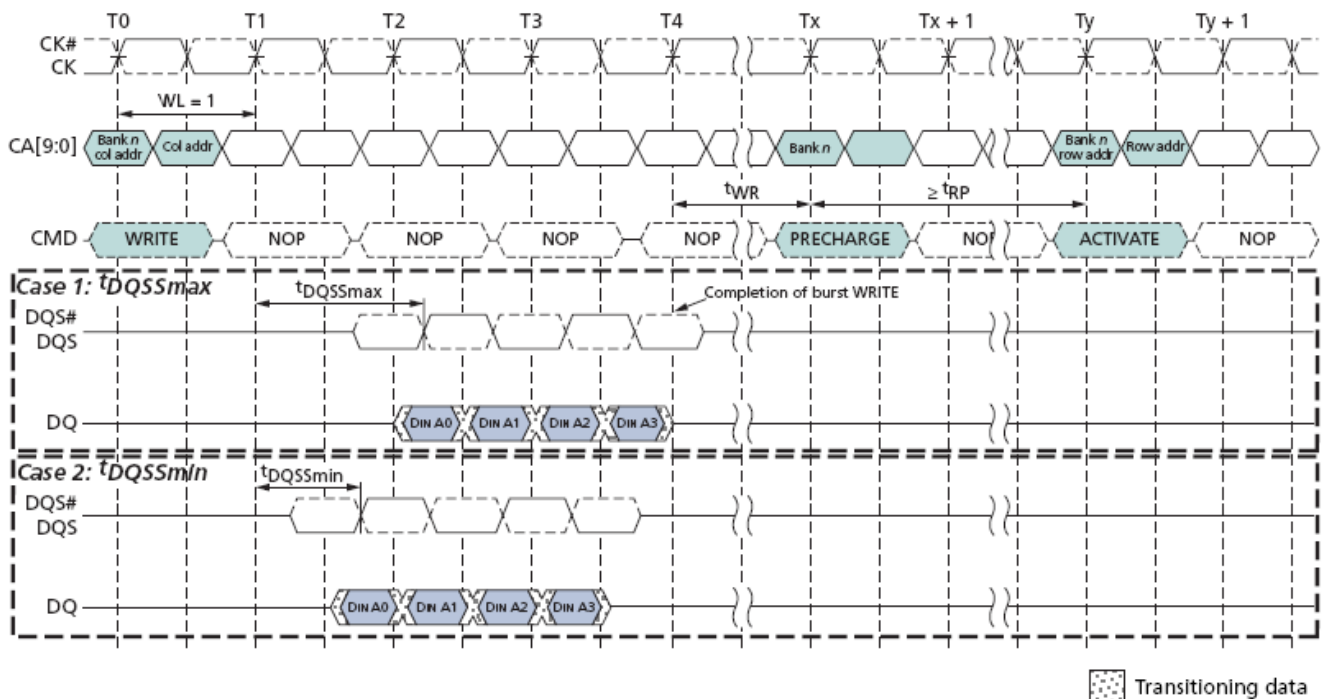 T0 T1 T2 T3 T4 Tx Tx + 1 Ty Ty + 1
CK#
CK
WL = 1
CA[9:0] Bank n col addr Col addr Bank n Bank n row addr Row addr
tWR ≥ tRP
CMD WRITE NOP NOP NOP NOP PRECHARGE NOP ACTIVATE NOP
Case 1: tDQSSmax
tDQSSmax
Completion of burst WRITE
DQS#
DQS
DQ DIN A0 DIN A1 DIN A2 DIN A3
Case 2: tDQSSmin
tDQSSmin
DQS#
DQS
DQ DIN A0 DIN A1 DIN A2 DIN A3
Transitioning data